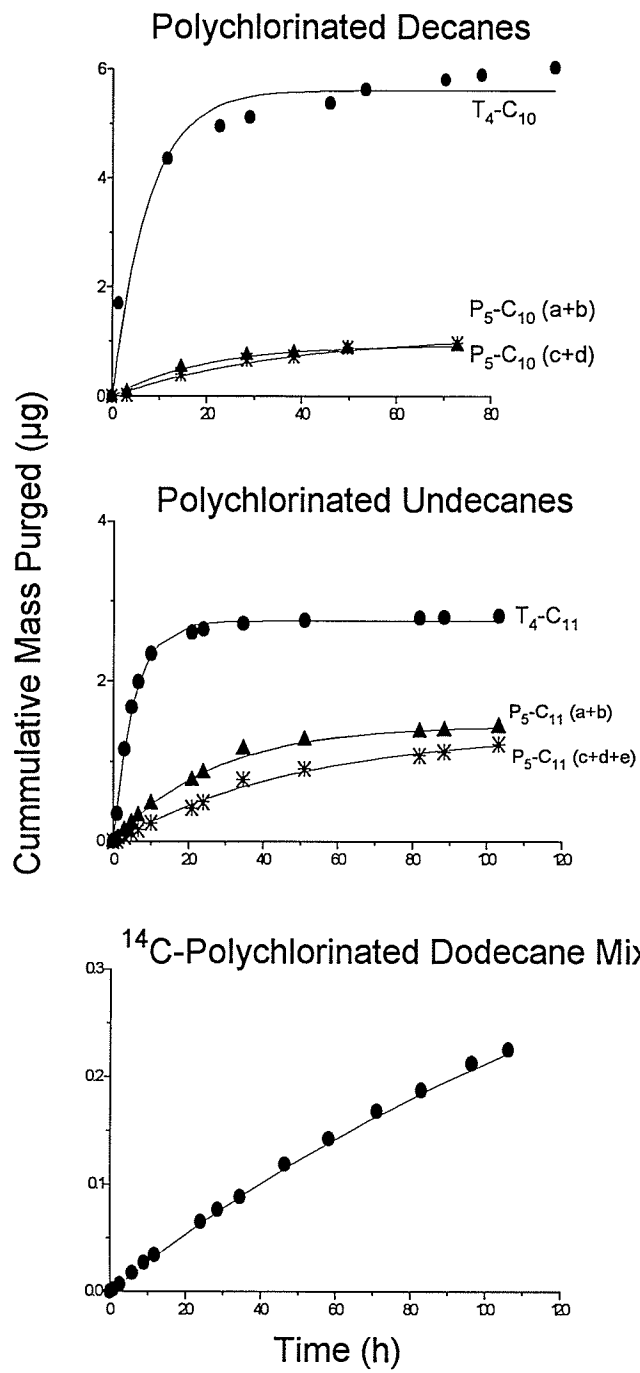 Polychlorinated Decanes
6
4
2
0
0 20 40 60 80
T₄-C₁₀
P₅-C₁₀ (a+b)
P₅-C₁₀ (c+d)
Cummulative Mass Purged (μg)
Polychlorinated Undecanes
4
2
0
0 20 40 60 80 100 120
T₄-C₁₁
P₅-C₁₁ (a+b)
P₅-C₁₁ (c+d+e)
¹⁴C-Polychlorinated Dodecane Mix
0.3
0.2
0.1
0.0
0 20 40 60 80 100 120
Time (h)